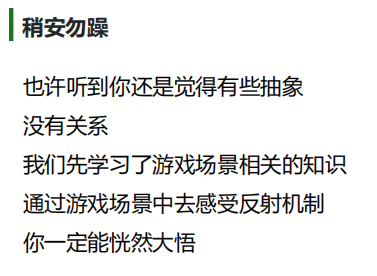 稍安勿躁
也许听到你还是觉得有些抽象
没有关系
我们先学习了游戏场景相关的知识
通过游戏场景中去感受反射机制
你一定能恍然大悟